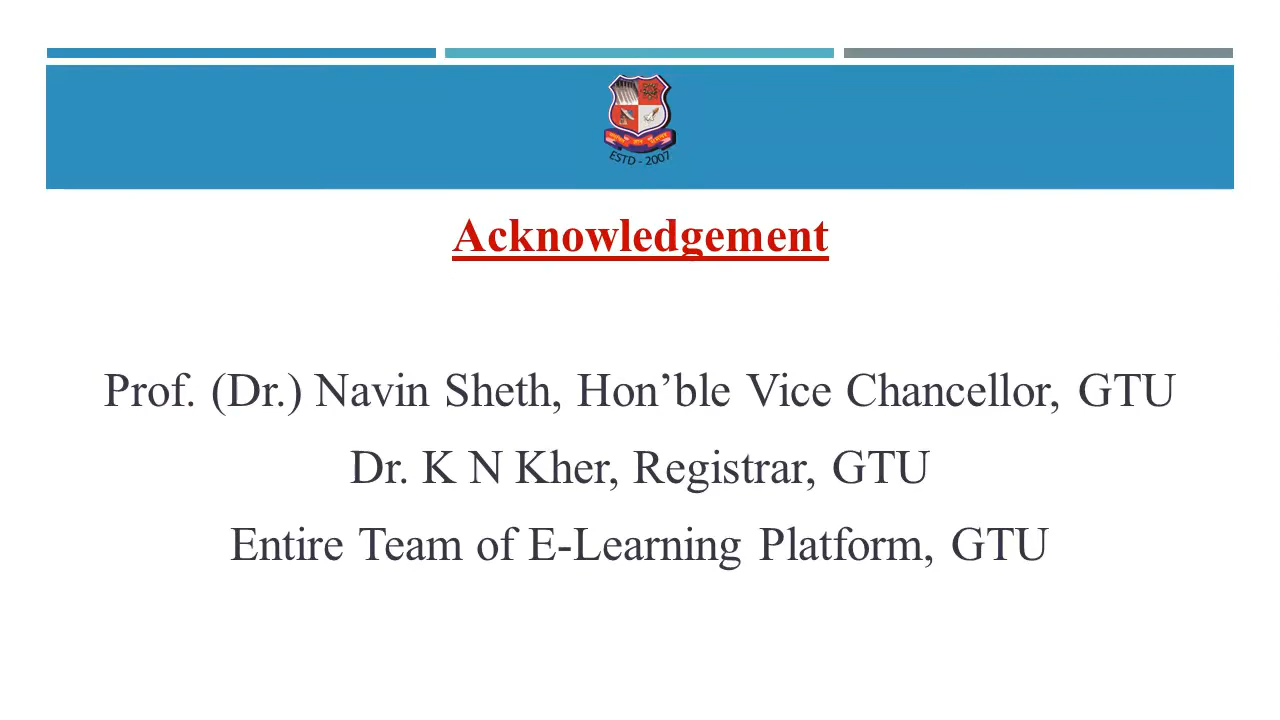 ESTD - 2007
Acknowledgement
Prof. (Dr.) Navin Sheth, Hon’ble Vice Chancellor, GTU
Dr. K N Kher, Registrar, GTU
Entire Team of E-Learning Platform, GTU